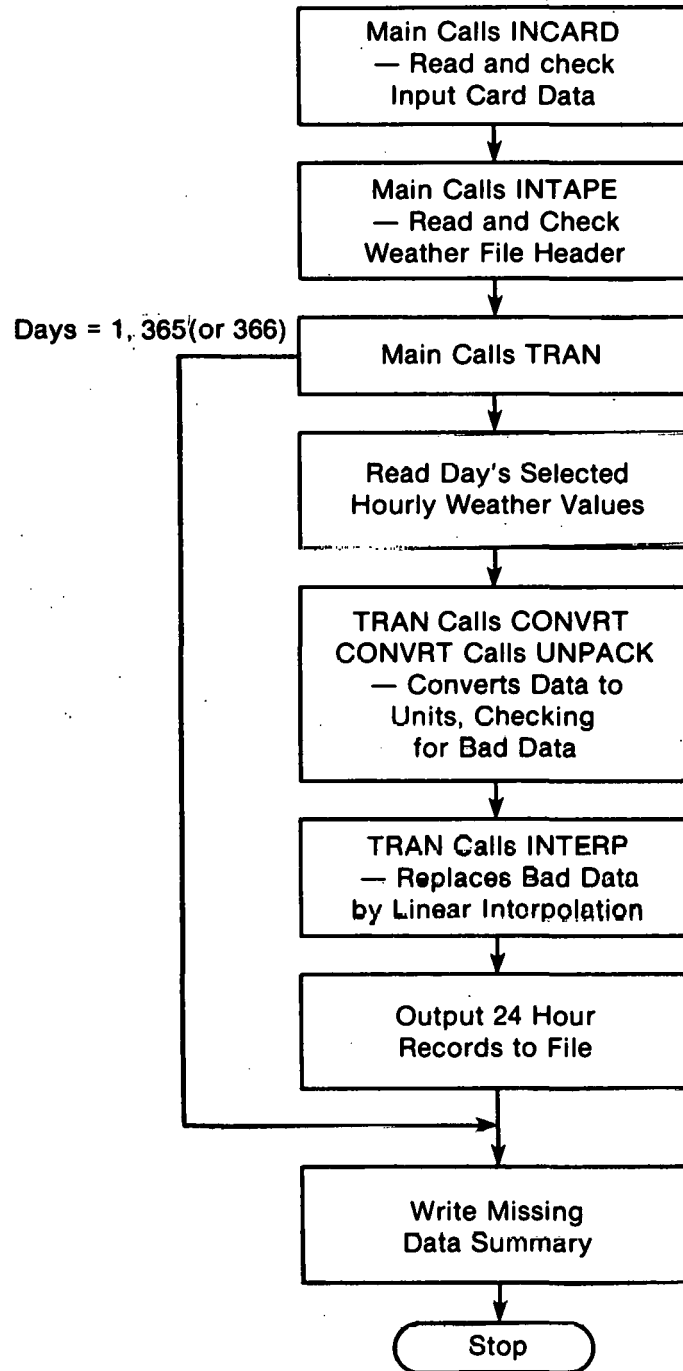 Main Calls INCARD
— Read and check
Input Card Data
Main Calls INTAPE
— Read and Check
Weather File Header
Days = 1, 365 (or 366)
Main Calls TRAN
Read Day's Selected
Hourly Weather Values
TRAN Calls CONVRT
CONVRT Calls UNPACK
— Converts Data to
Units, Checking
for Bad Data
TRAN Calls INTERP
— Replaces Bad Data
by Linear Interpolation
Output 24 Hour
Records to File
Write Missing
Data Summary
Stop